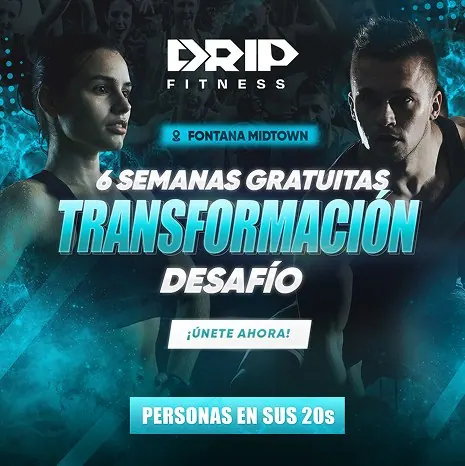 DRIP
FITNESS
FONTANA MIDTOWN
6 SEMANAS GRATUITAS
TRANSFORMACIÓN
DESAFÍO
¡ÚNETE AHORA!
PERSONAS EN SUS 20s